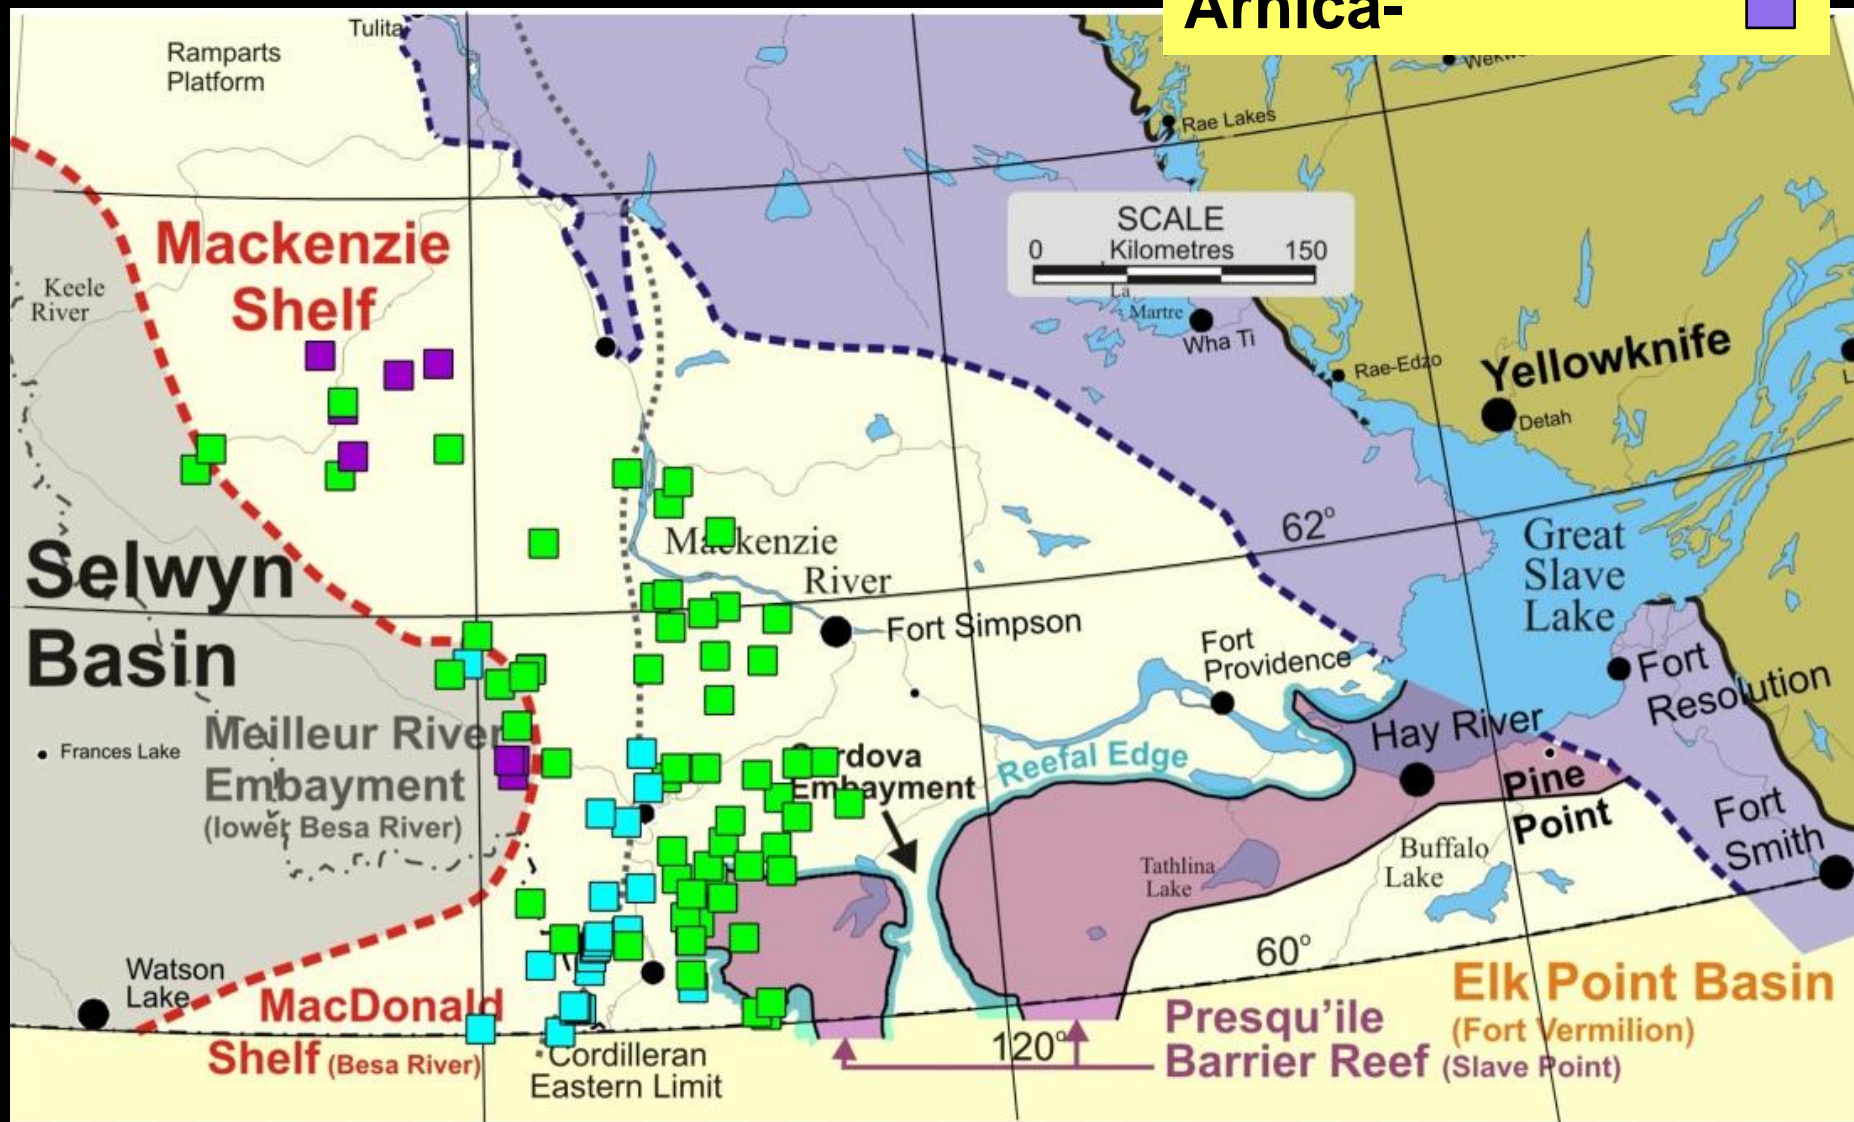 Arnica-
Tulita
Ramparts
Platform
Rae Lakes
Mackenzie
Shelf
SCALE
0 Kilometres 150
Keele
River
La
Martre
Wha Ti
Rae-Edzo
Yellowknife
Detah
62°
Mackenzie
River
Great
Slave
Lake
Selwyn
Basin
Fort Simpson
Fort
Providence
Fort
Resolution
Meilleur River
Embayment
(lower Besa River)
Frances Lake
Cordova
Embayment
Reefal Edge
Hay River
Pine
Point
Fort
Smith
Tathlina
Lake
Buffalo
Lake
60°
Watson
Lake
MacDonald
Shelf (Besa River)
Cordilleran
Eastern Limit
120°
Presqu'ile
Barrier Reef (Slave Point)
Elk Point Basin
(Fort Vermilion)